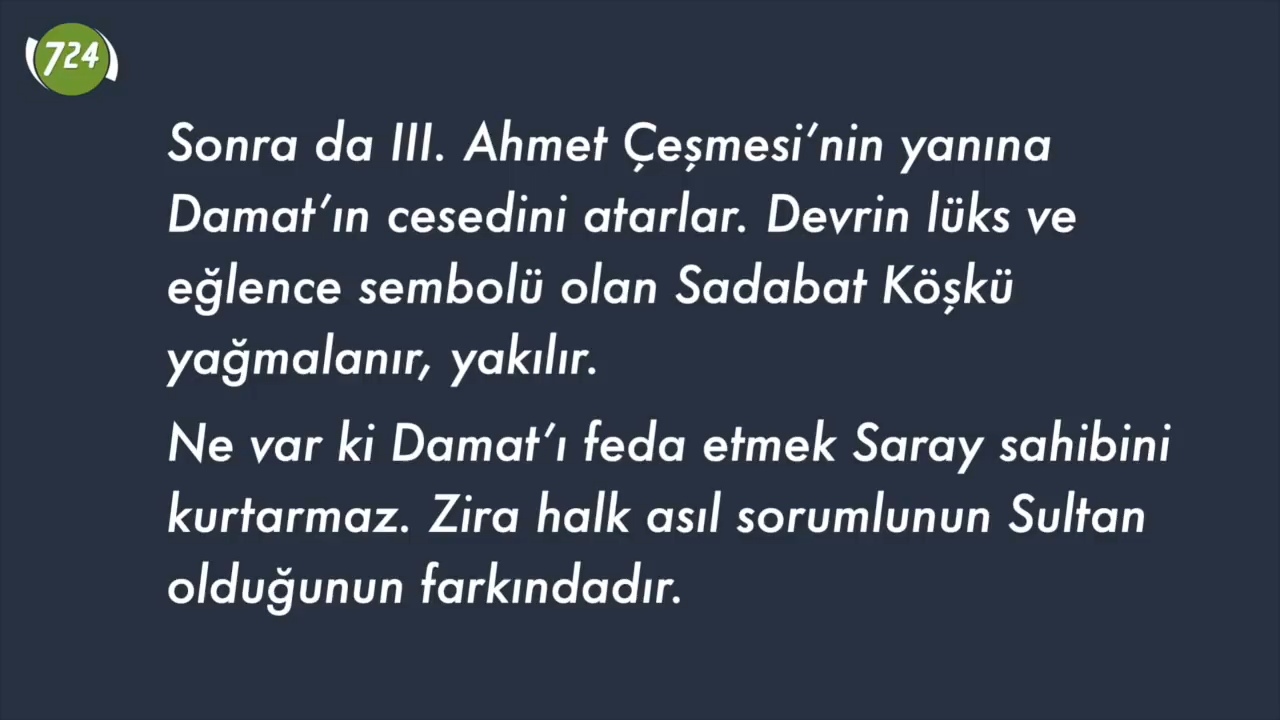 724
Sonra da III. Ahmet Çeşmesi’nin yanına
Damat’ın cesedini atarlar. Devrin lüks ve
eğlence sembolü olan Sadabat Köşkü
yağmalanır, yakılır.
Ne var ki Damat’ı feda etmek Saray sahibini
kurtarmaz. Zira halk asıl sorumlunun Sultan
olduğunun farkındadır.